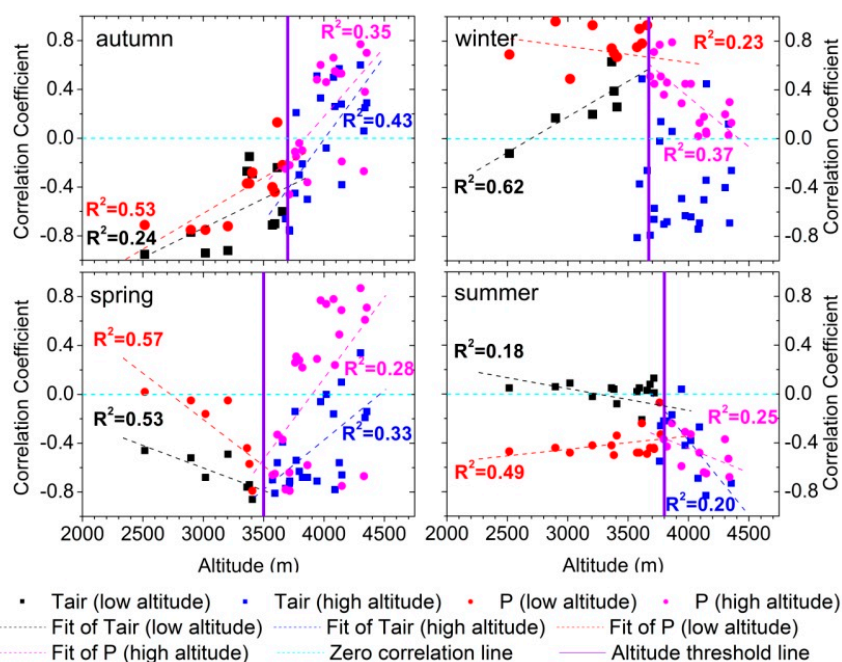 autumn
R²=0.35
R²=0.43
R²=0.53
R²=0.24
winter
R²=0.23
R²=0.37
R²=0.62
Correlation Coefficient
0.8
0.4
0.0
-0.4
-0.8
Correlation Coefficient
0.8
0.4
0.0
-0.4
-0.8
spring
R²=0.57
R²=0.28
R²=0.53
R²=0.33
summer
R²=0.18
R²=0.25
R²=0.49
R²=0.20
Correlation Coefficient
0.8
0.4
0.0
-0.4
-0.8
Correlation Coefficient
0.8
0.4
0.0
-0.4
-0.8
2000 2500 3000 3500 4000 4500
2000 2500 3000 3500 4000 4500
Altitude (m)
Altitude (m)
Tair (low altitude) Tair (high altitude) P (low altitude) P (high altitude)
Fit of Tair (low altitude) Fit of Tair (high altitude) Fit of P (low altitude)
Fit of P (high altitude) Zero correlation line Altitude threshold line